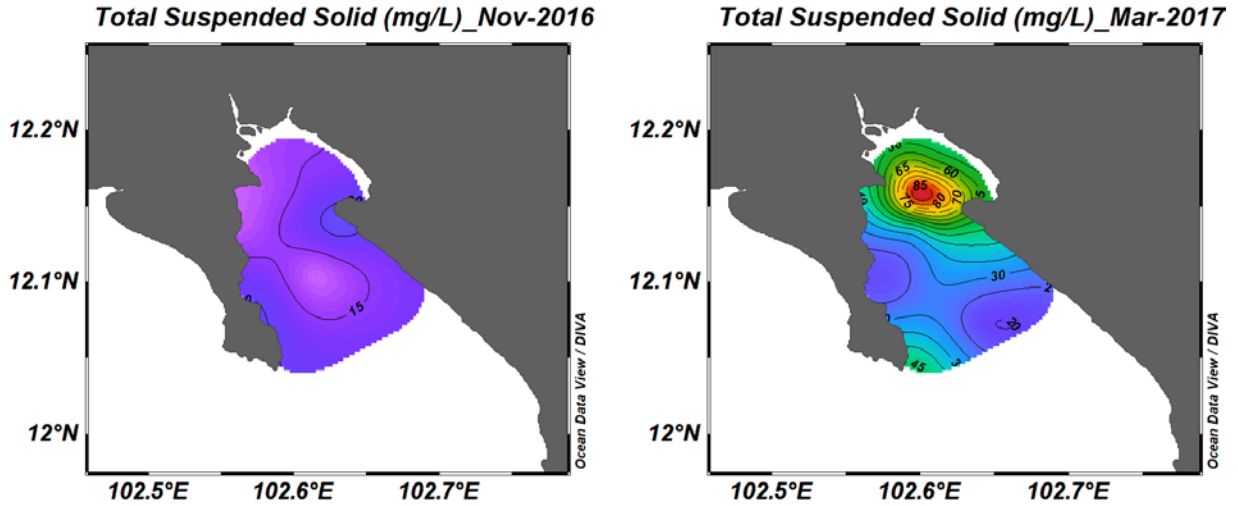 Total Suspended Solid (mg/L)_Nov-2016
Total Suspended Solid (mg/L)_Mar-2017
12.2°N
12.1°N
12°N
102.5°E
102.6°E
102.7°E
15
Ocean Data View / DIVA
12.2°N
12.1°N
12°N
102.5°E
102.6°E
102.7°E
65
60
85
75
80
70
30
20
45
Ocean Data View / DIVA